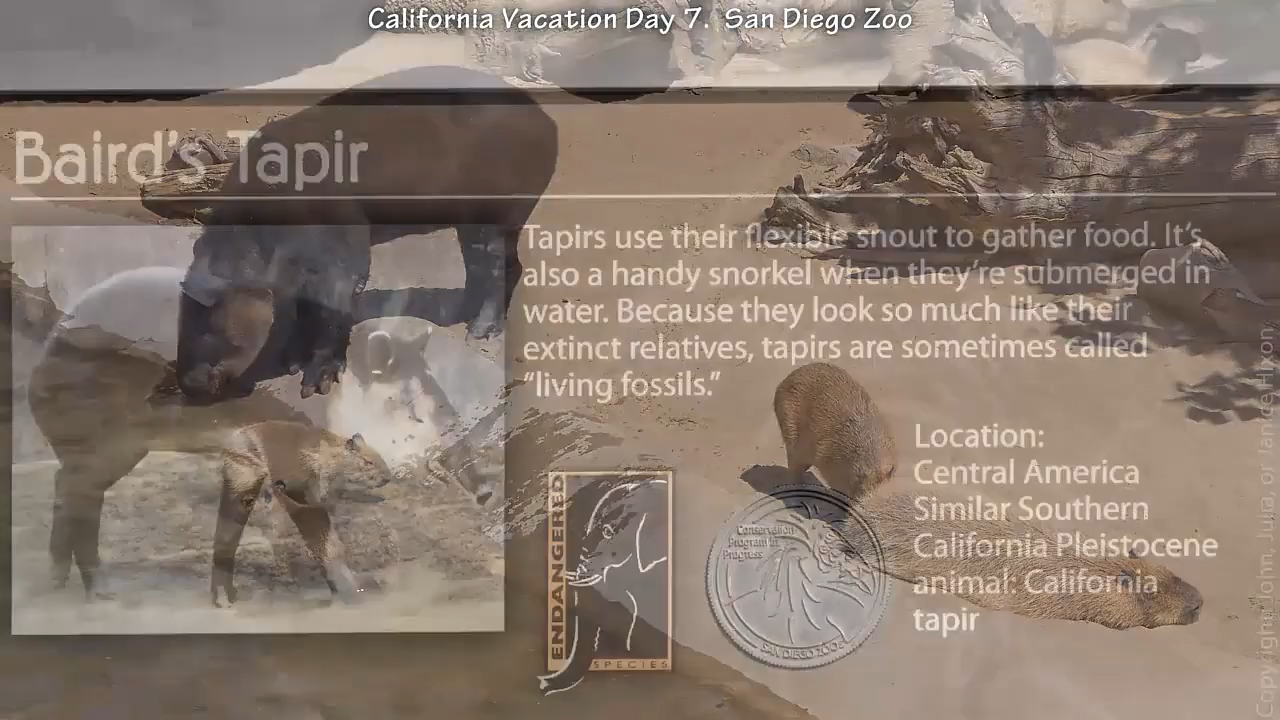 California Vacation Day 7. San Diego Zoo
Baird's Tapir
Tapirs use their flexible snout to gather food. It's
also a handy snorkel when they're submerged in
water. Because they look so much like their
extinct relatives, tapirs are sometimes called
“living fossils.”
Location:
Central America
Similar Southern
California Pleistocene
animal: California
tapir
ENDANGERED
SPECIES
Conservation
Program in
Progress
SAN DIEGO ZOO
Copyright John, Julia, or Janice Hixon